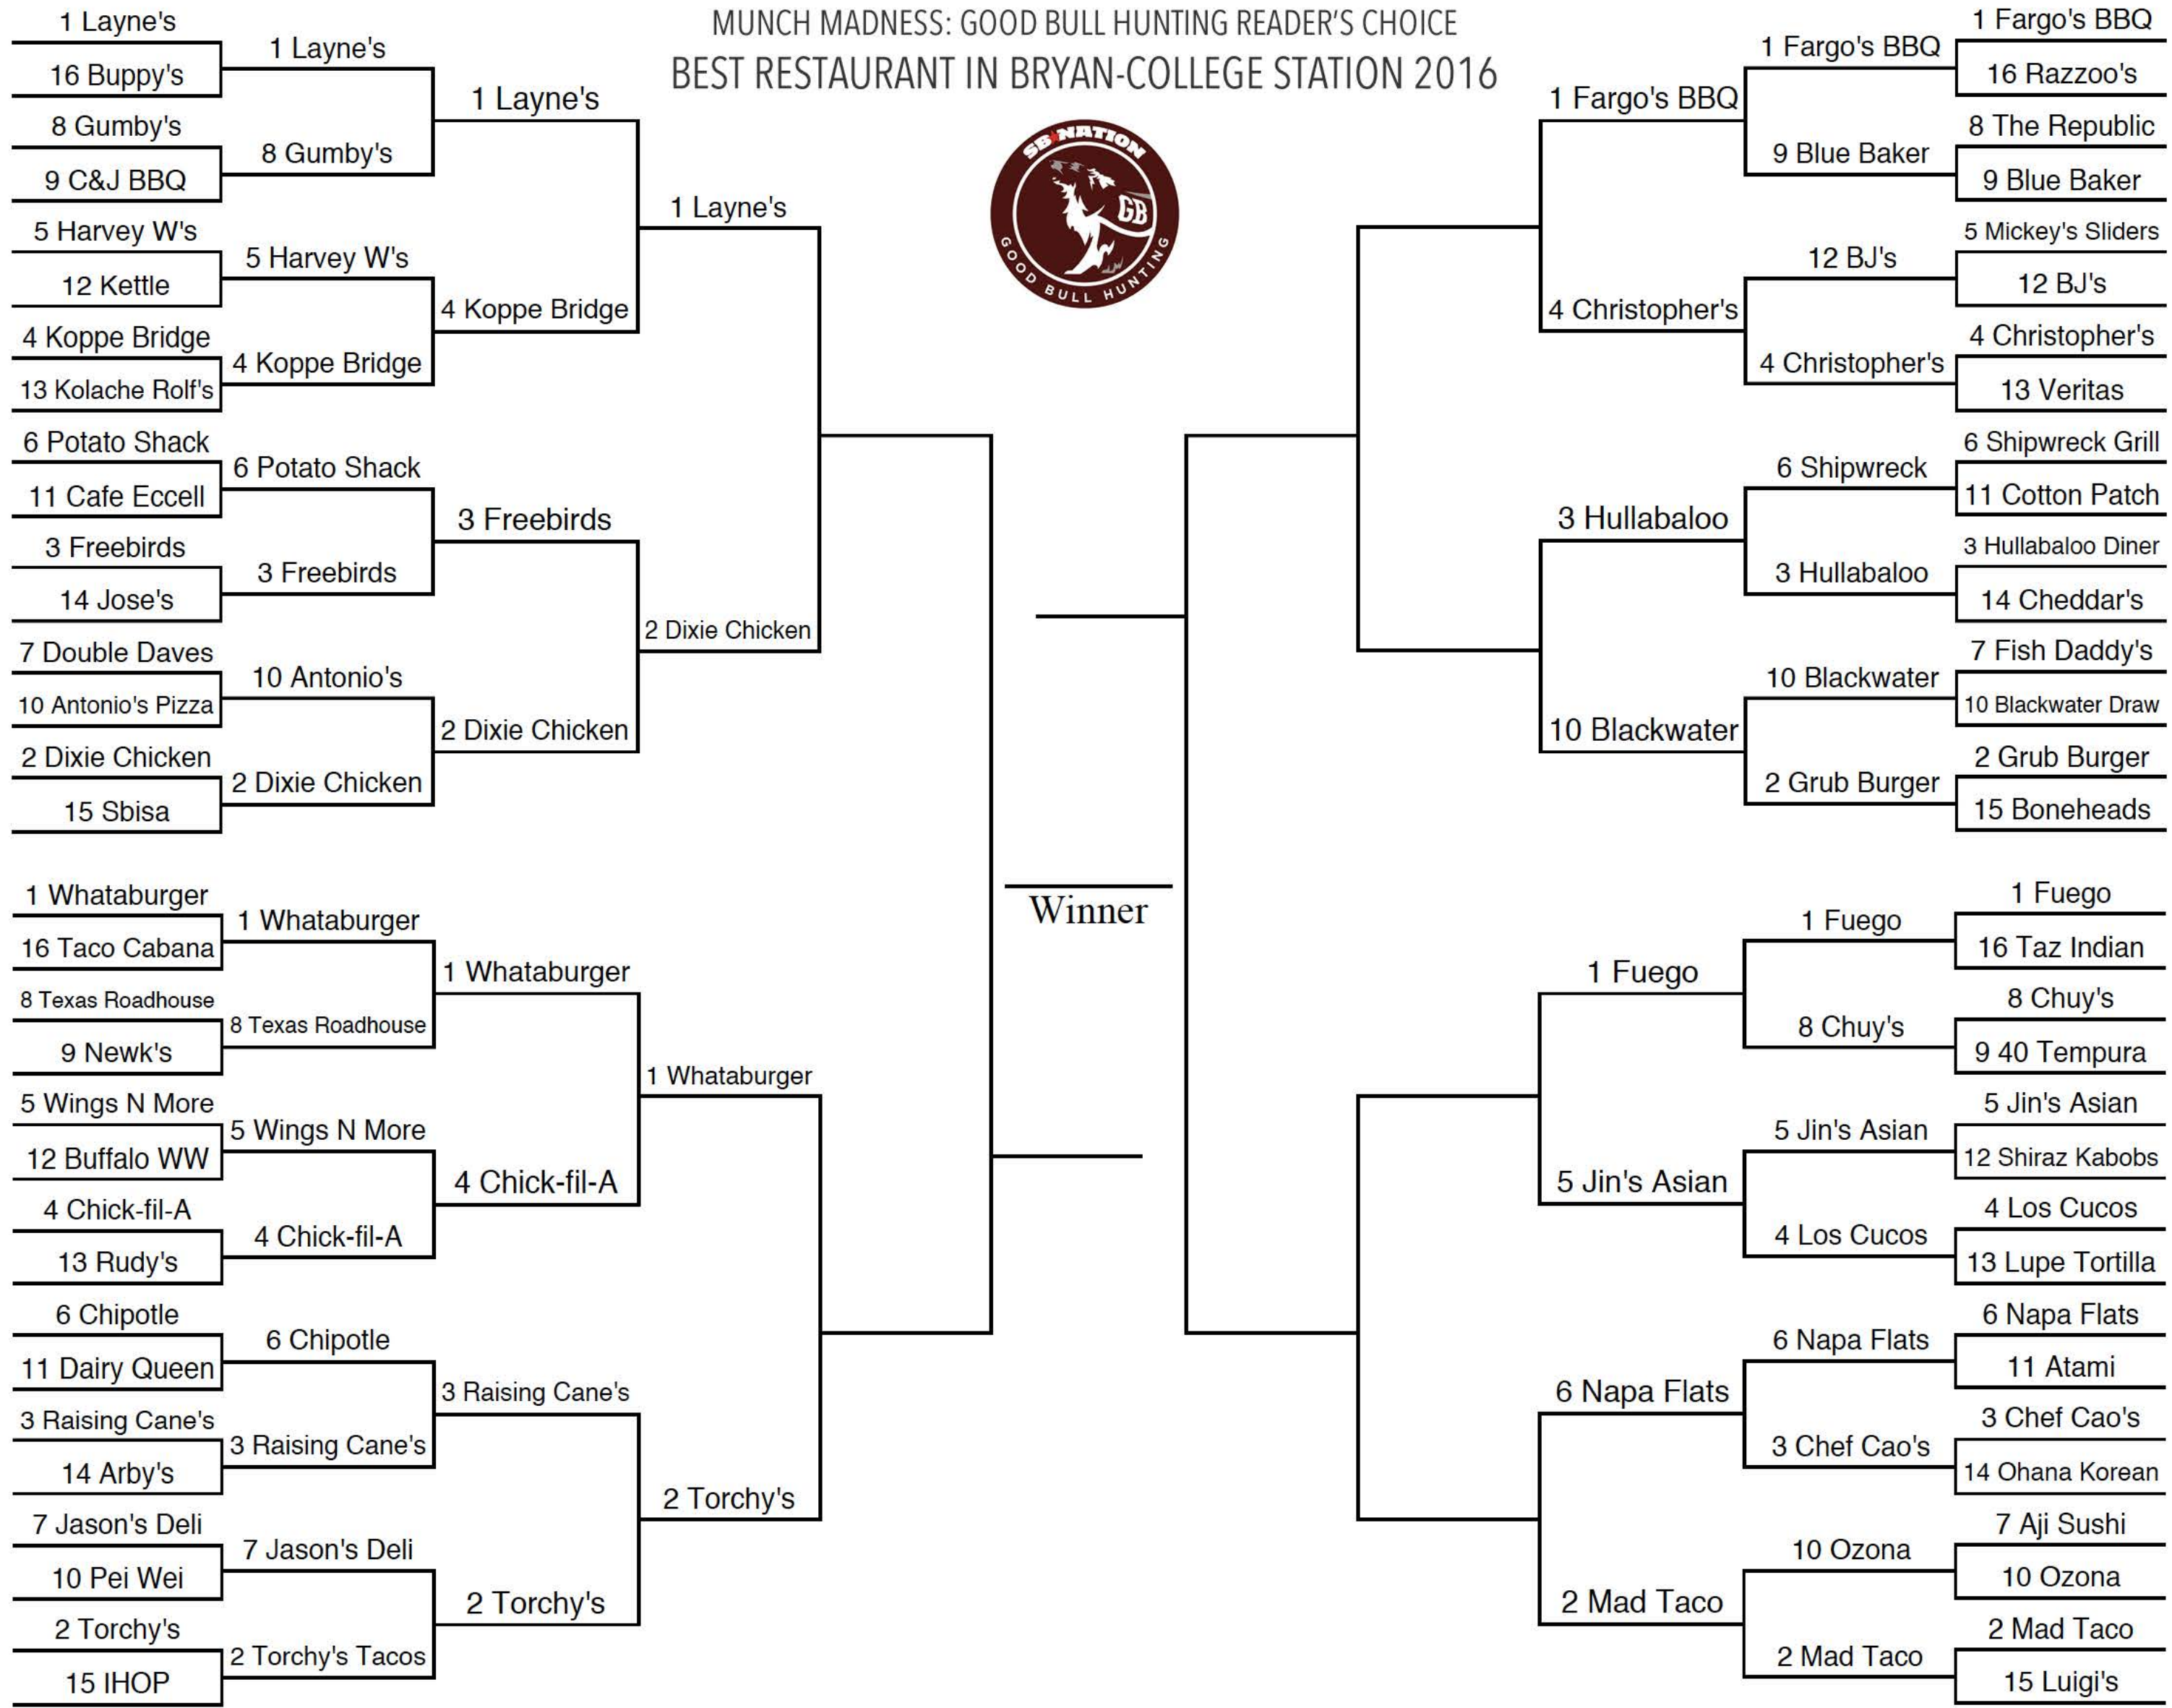 MUNCH MADNESS: GOOD BULL HUNTING READER'S CHOICE
BEST RESTAURANT IN BRYAN-COLLEGE STATION 2016
SB NATION
GB
GOOD BULL HUNTING
1 Layne's
16 Buppy's
8 Gumby's
9 C&J BBQ
5 Harvey W's
12 Kettle
4 Koppe Bridge
13 Kolache Rolf's
6 Potato Shack
11 Cafe Eccell
3 Freebirds
14 Jose's
7 Double Daves
10 Antonio's Pizza
2 Dixie Chicken
15 Sbisa
1 Layne's
8 Gumby's
5 Harvey W's
4 Koppe Bridge
6 Potato Shack
3 Freebirds
10 Antonio's
2 Dixie Chicken
1 Layne's
4 Koppe Bridge
3 Freebirds
2 Dixie Chicken
1 Layne's
2 Dixie Chicken
1 Whataburger
16 Taco Cabana
8 Texas Roadhouse
9 Newk's
5 Wings N More
12 Buffalo WW
4 Chick-fil-A
13 Rudy's
6 Chipotle
11 Dairy Queen
3 Raising Cane's
14 Arby's
7 Jason's Deli
10 Pei Wei
2 Torchy's
15 IHOP
1 Whataburger
8 Texas Roadhouse
5 Wings N More
4 Chick-fil-A
6 Chipotle
3 Raising Cane's
7 Jason's Deli
2 Torchy's Tacos
1 Whataburger
4 Chick-fil-A
3 Raising Cane's
2 Torchy's
1 Whataburger
2 Torchy's
Winner
1 Fargo's BBQ
4 Christopher's
3 Hullabaloo
10 Blackwater
1 Fargo's BBQ
9 Blue Baker
12 BJ's
4 Christopher's
6 Shipwreck
3 Hullabaloo
10 Blackwater
2 Grub Burger
1 Fargo's BBQ
16 Razzoo's
8 The Republic
9 Blue Baker
5 Mickey's Sliders
12 BJ's
4 Christopher's
13 Veritas
6 Shipwreck Grill
11 Cotton Patch
3 Hullabaloo Diner
14 Cheddar's
7 Fish Daddy's
10 Blackwater Draw
2 Grub Burger
15 Boneheads
1 Fuego
5 Jin's Asian
6 Napa Flats
2 Mad Taco
1 Fuego
8 Chuy's
5 Jin's Asian
4 Los Cucos
6 Napa Flats
3 Chef Cao's
10 Ozona
2 Mad Taco
1 Fuego
16 Taz Indian
8 Chuy's
9 40 Tempura
5 Jin's Asian
12 Shiraz Kabobs
4 Los Cucos
13 Lupe Tortilla
6 Napa Flats
11 Atami
3 Chef Cao's
14 Ohana Korean
7 Aji Sushi
10 Ozona
2 Mad Taco
15 Luigi's